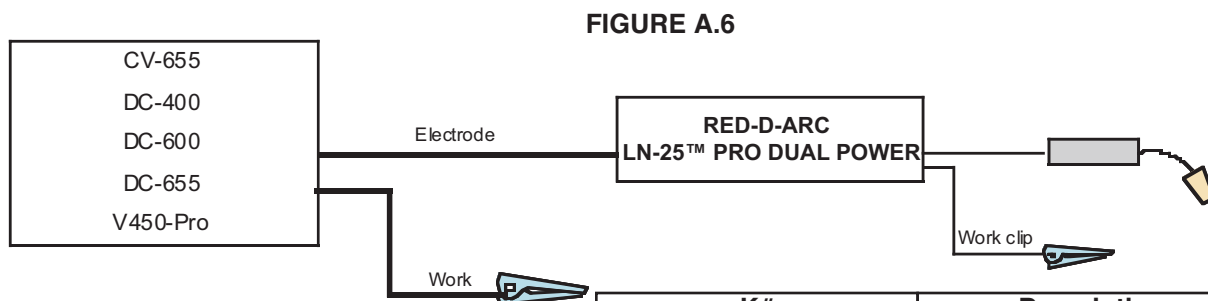 FIGURE A.6
CV-655
DC-400
DC-600
DC-655
V450-Pro
Electrode
RED-D-ARC
LN-25™ PRO DUAL POWER
Work clip
Work